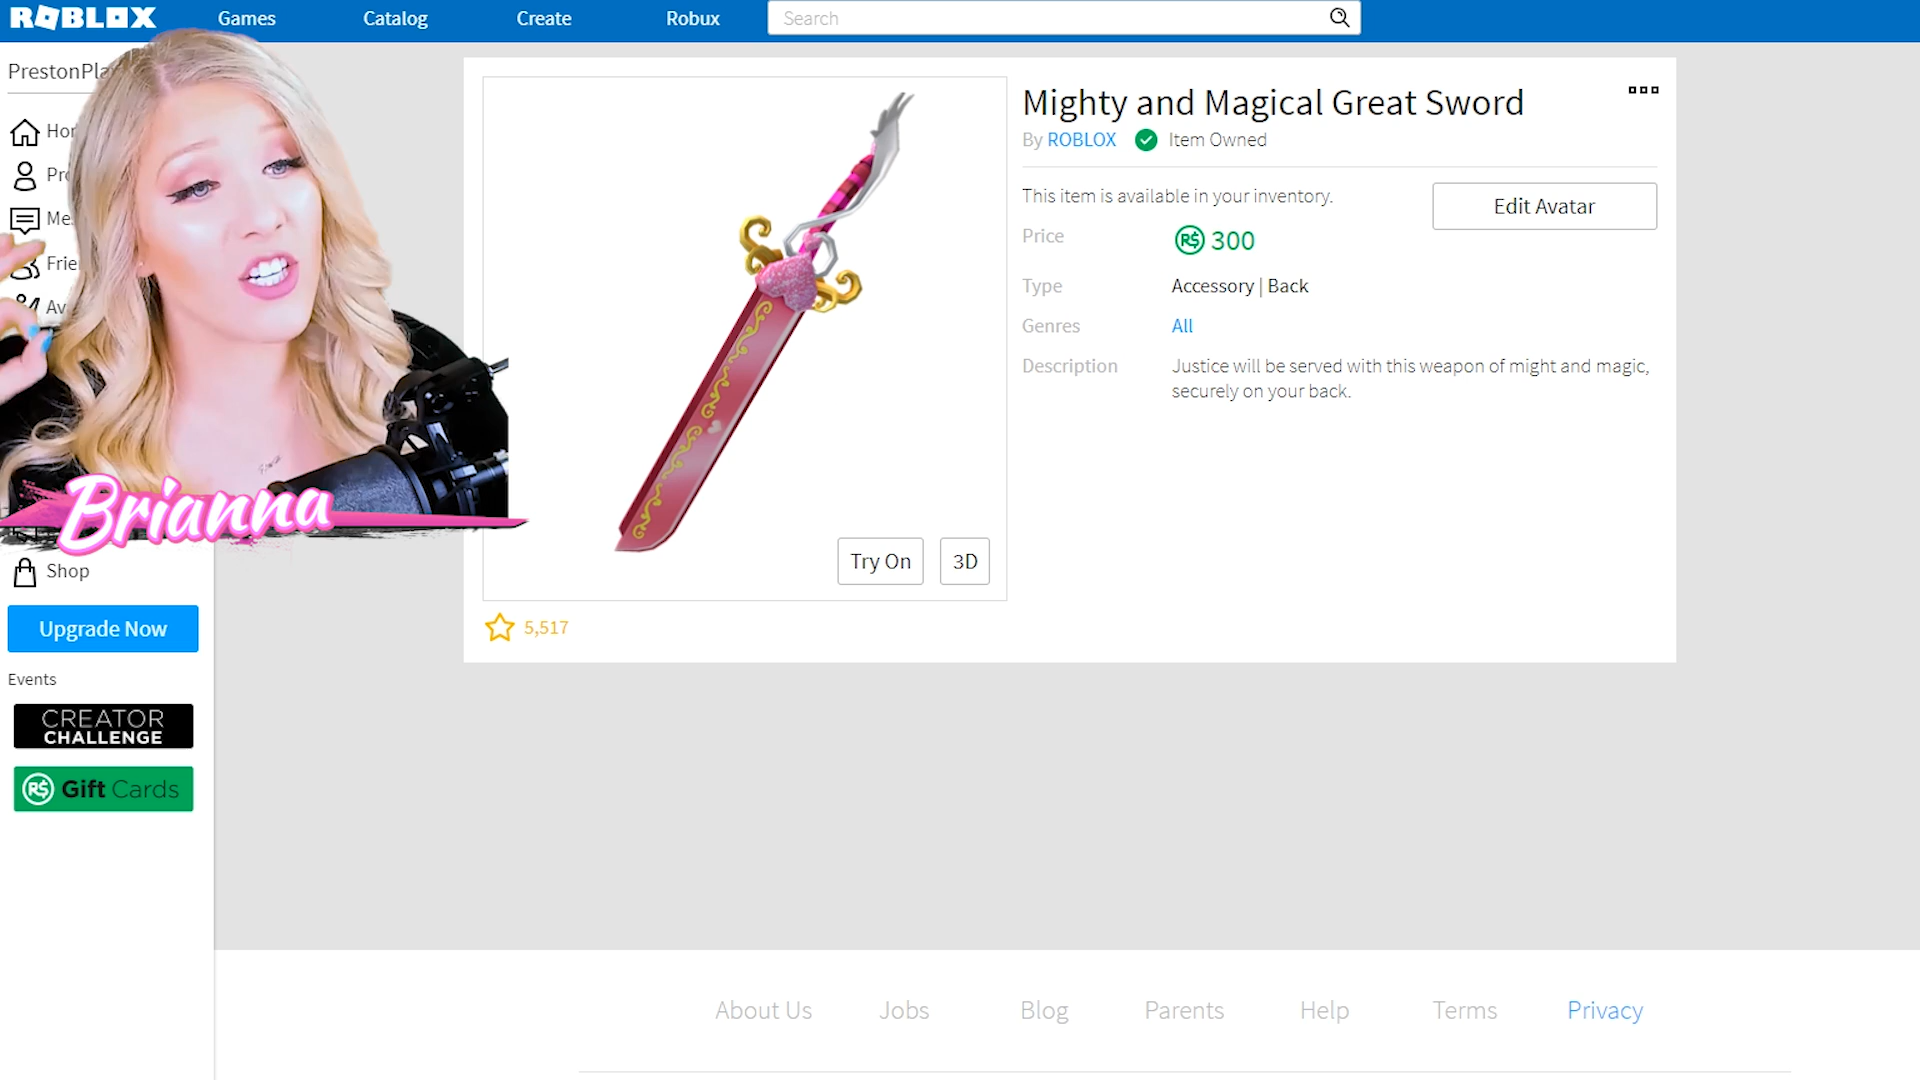 ROBLOX
Games
Catalog
Create
Robux
Search
PrestonPla
Hor
Pro
Me
Frie
Av
Brianna
Shop
Upgrade Now
Events
CREATOR
CHALLENGE
R$ Gift Cards
Mighty and Magical Great Sword
By ROBLOX Item Owned
This item is available in your inventory.
Edit Avatar
Price R$ 300
Type Accessory | Back
Genres All
Description Justice will be served with this weapon of might and magic,
securely on your back.
Try On
3D
5,517
About Us
Jobs
Blog
Parents
Help
Terms
Privacy